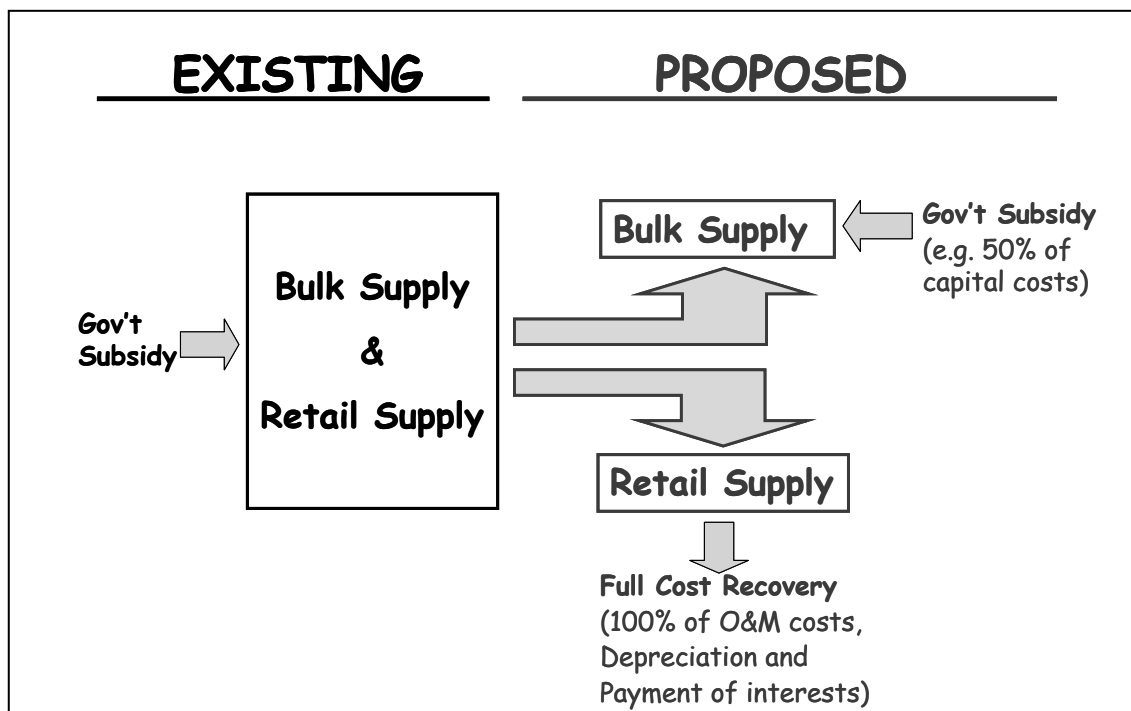 EXISTING
PROPOSED
Gov't
Subsidy
Bulk Supply
&
Retail Supply
Bulk Supply
Gov't Subsidy
(e.g. 50% of
capital costs)
Retail Supply
Full Cost Recovery
(100% of O&M costs,
Depreciation and
Payment of interests)